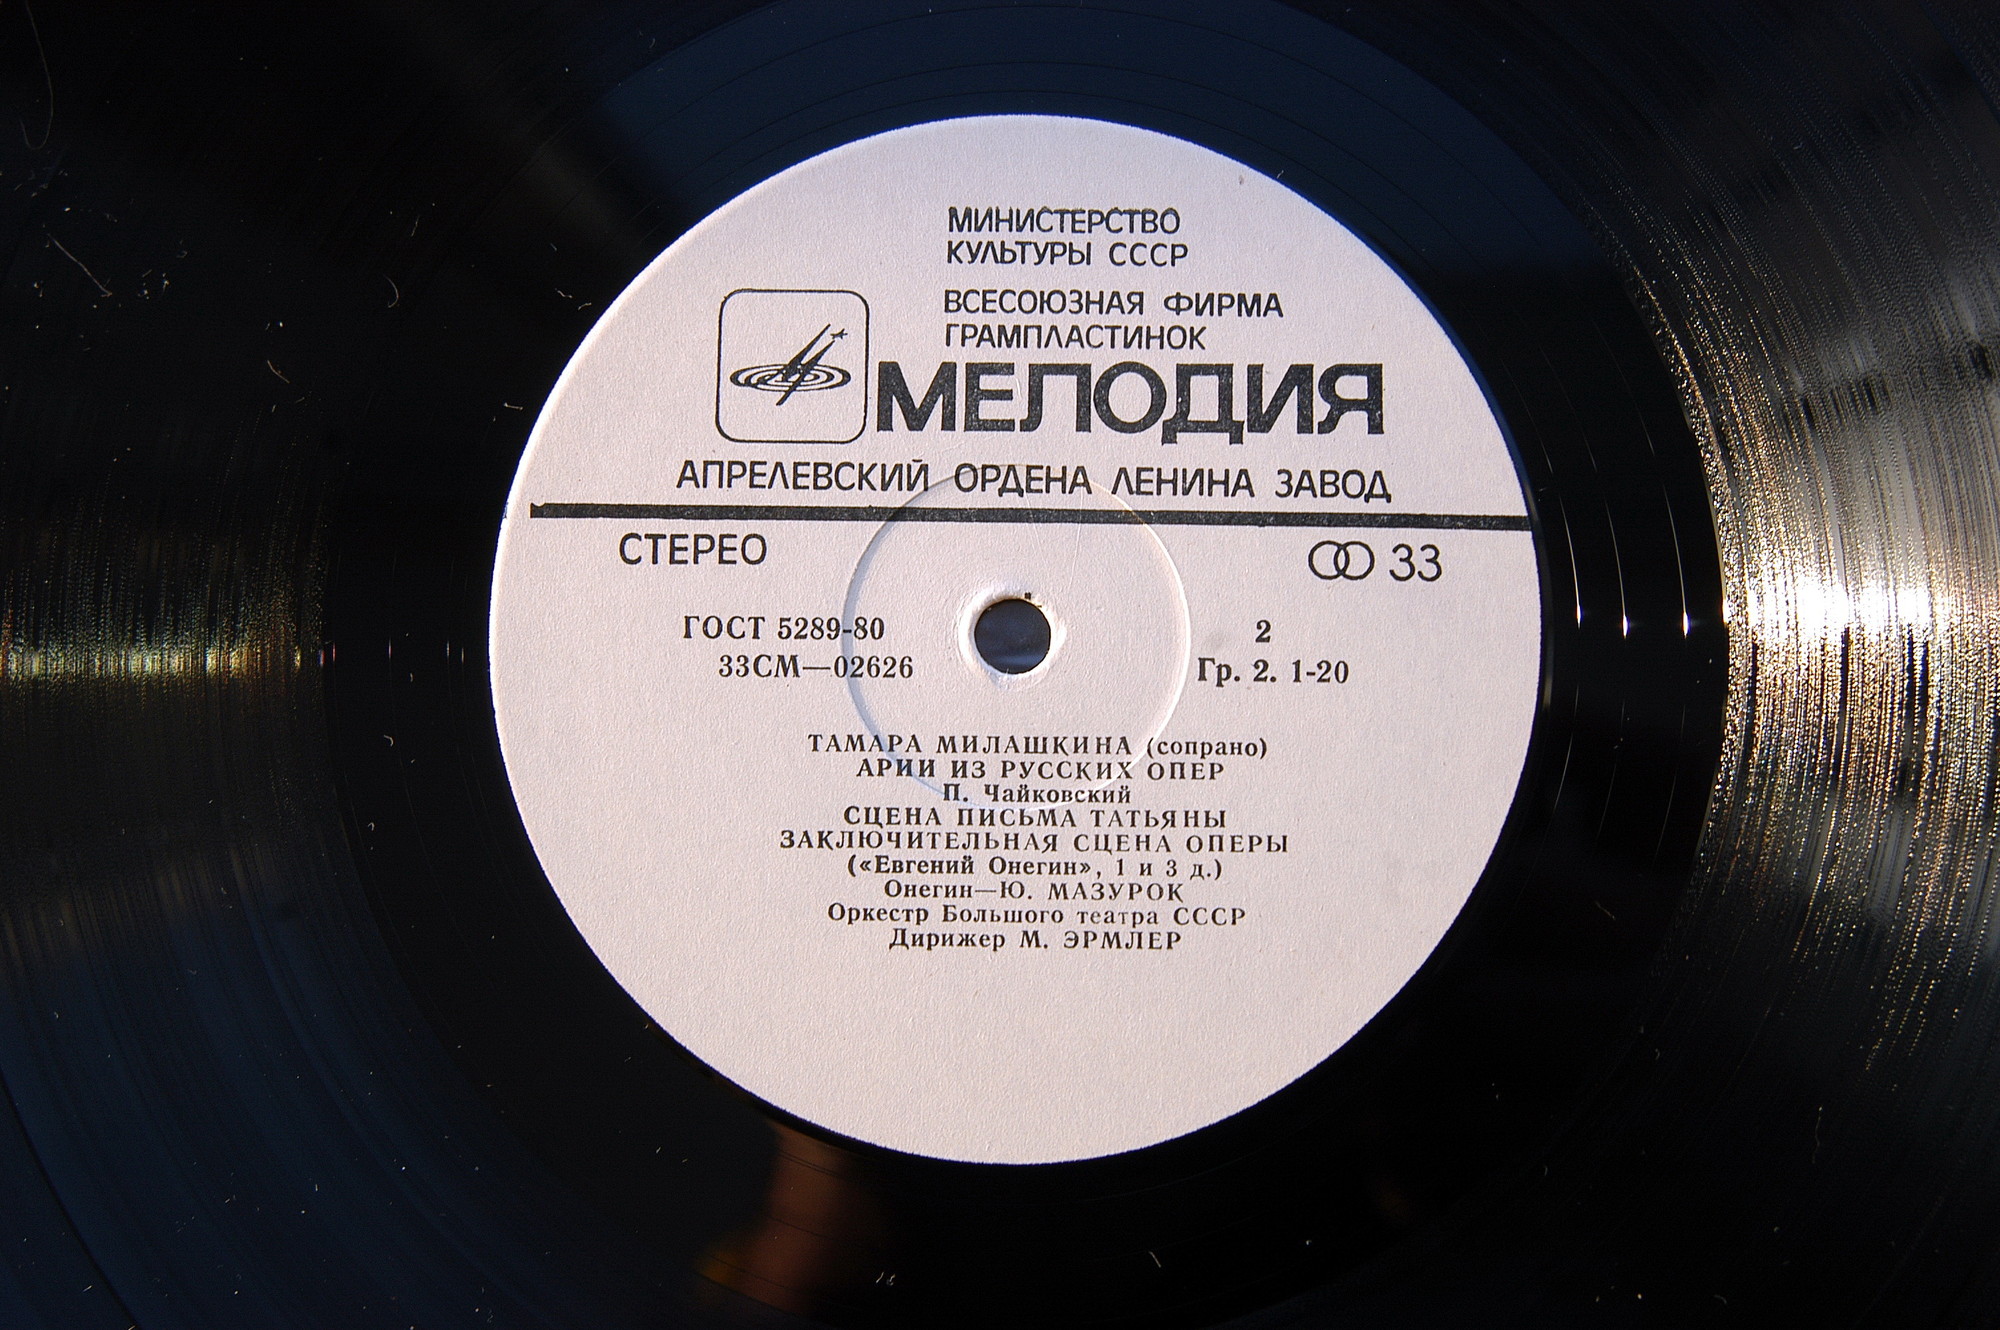 МИНИСТЕРСТВО
КУЛЬТУРЫ СССР
ВСЕСОЮЗНАЯ ФИРМА
ГРАМПЛАСТИНОК
МЕЛОДИЯ
АПРЕЛЕВСКИЙ ОРДЕНА ЛЕНИНА ЗАВОД
СТЕРЕО 33
ГОСТ 5289-80 2
33СМ—02626 Гр. 2. 1-20
ТАМАРА МИЛАШКИНА (сопрано)
АРИИ ИЗ РУССКИХ ОПЕР
П. Чайковский
СЦЕНА ПИСЬМА ТАТЬЯНЫ
ЗАКЛЮЧИТЕЛЬНАЯ СЦЕНА ОПЕРЫ
(«Евгений Онегин», 1 и 3 д.)
Онегин—Ю. МАЗУРОК
Оркестр Большого театра СССР
Дирижер М. ЭРМЛЕР